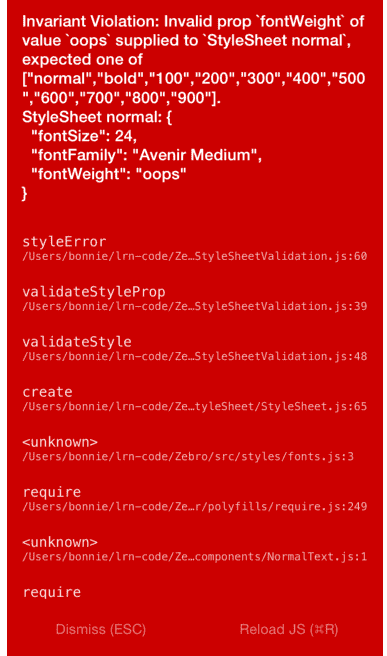 Invariant Violation: Invalid prop `fontWeight` of
value `oops` supplied to `StyleSheet normal`,
expected one of
["normal","bold","100","200","300","400","500
","600","700","800","900"].
StyleSheet normal: {
  "fontSize": 24,
  "fontFamily": "Avenir Medium",
  "fontWeight": "oops"
}
styleError
/Users/bonnie/lrn-code/Ze…StyleSheetValidation.js:60
validateStyleProp
/Users/bonnie/lrn-code/Ze…StyleSheetValidation.js:39
validateStyle
/Users/bonnie/lrn-code/Ze…StyleSheetValidation.js:48
create
/Users/bonnie/lrn-code/Ze…tyleSheet/StyleSheet.js:65
<unknown>
/Users/bonnie/lrn-code/Zebro/src/styles/fonts.js:3
require
/Users/bonnie/lrn-code/Ze…r/polyfills/require.js:249
<unknown>
/Users/bonnie/lrn-code/Ze…components/NormalText.js:1
require
Dismiss (ESC) Reload JS (⌘R)